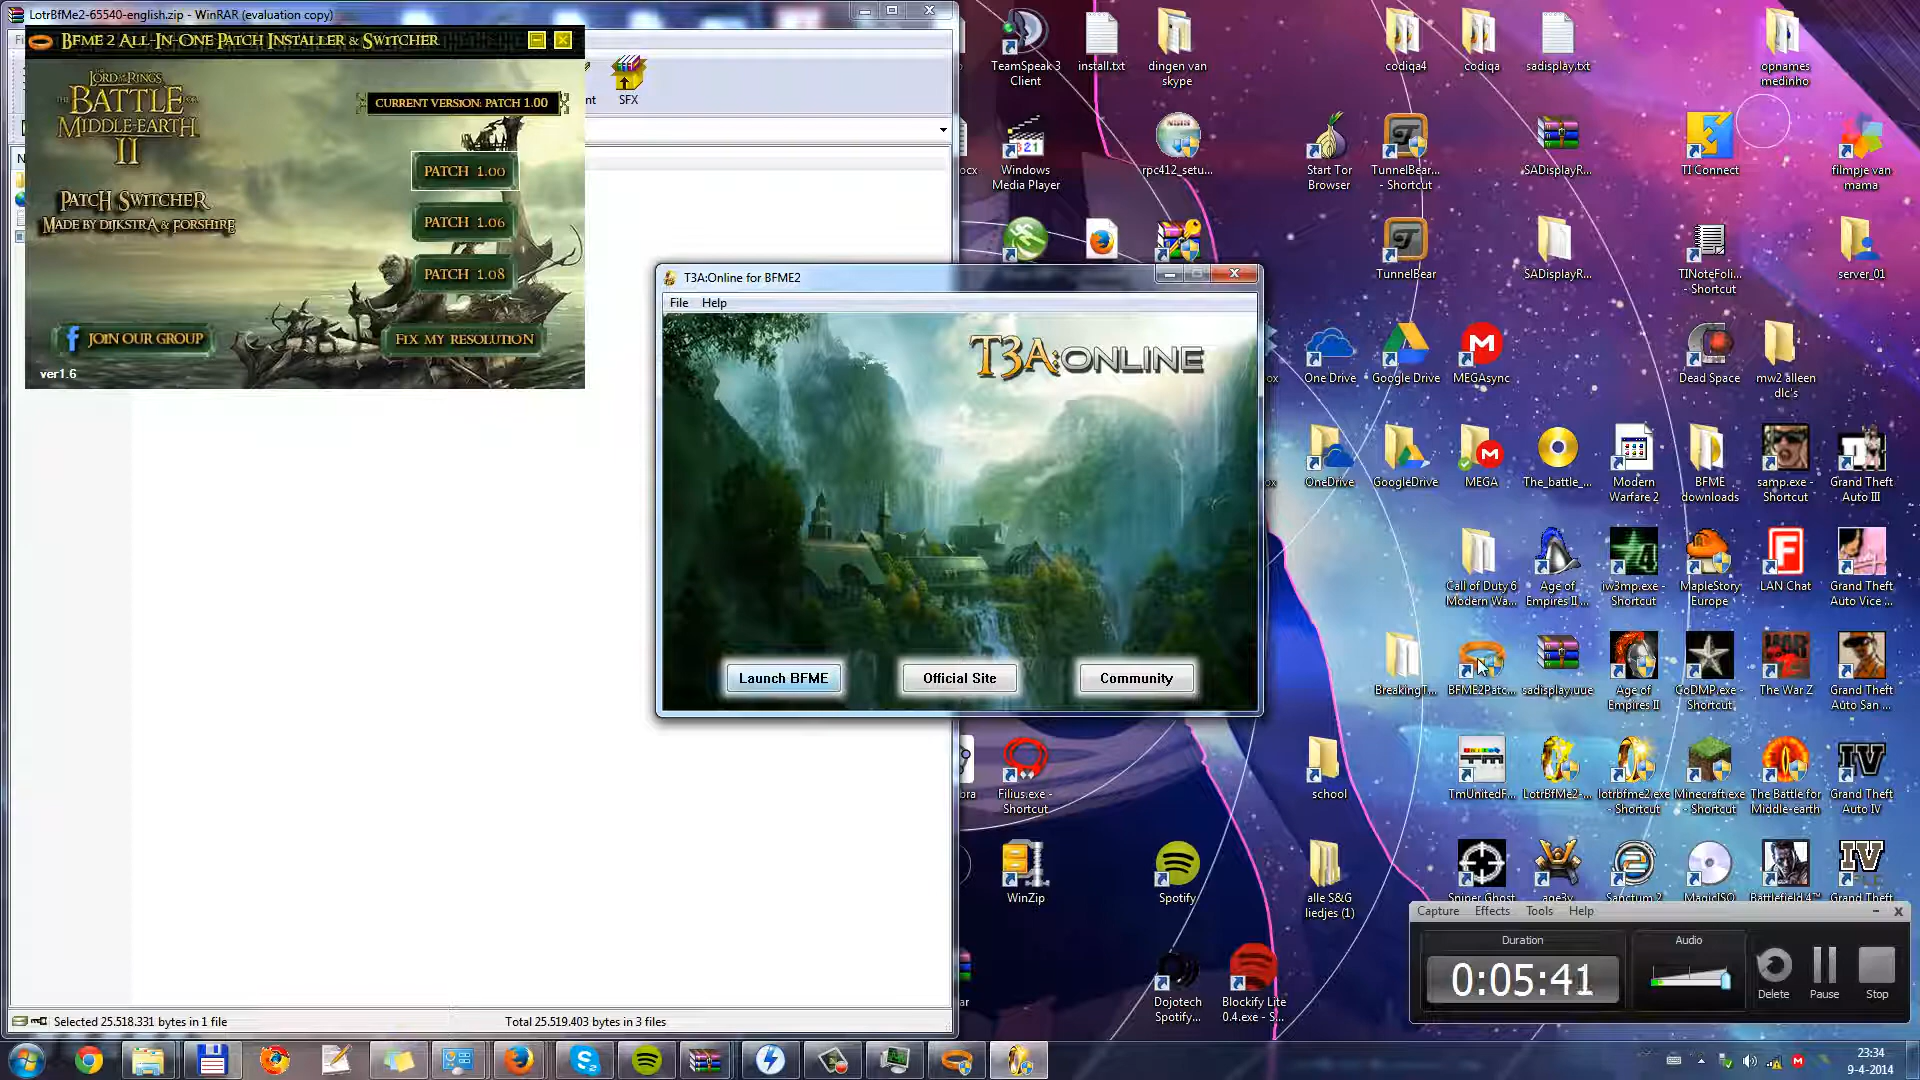 LotrBfMe2-65540-english.zip - WinRAR (evaluation copy)
BFME 2 All-In-One Patch Installer & Switcher
The Lord of the Rings
The Battle for
Middle-Earth
II
Current Version: Patch 1.00
Patch 1.00
Patch Switcher
Made by Dijkstra & Forshire
Patch 1.06
Patch 1.08
f Join our group
Fix my resolution
ver1.6
SFX
Selected 25.518.331 bytes in 1 file
Total 25.519.403 bytes in 3 files
T3A:Online for BFME2
File Help
T3A:ONLINE
Launch BFME
Official Site
Community
TeamSpeak 3
Client
install.txt
dingen van
skype
codiqa4
codiqa
sadisplay.txt
opnames
medinho
Windows
Media Player
rpc412_setu...
Start Tor
Browser
TunnelBear...
- Shortcut
SADisplayR...
TI Connect
filmpje van
mama
TunnelBear
SADisplayR...
TINoteFoli...
- Shortcut
server_01
One Drive
Google Drive
MEGAsync
Dead Space
mw2 alleen
dlc's
OneDrive
GoogleDrive
MEGA
The_battle_...
Modern
Warfare 2
BFME
downloads
samp.exe -
Shortcut
Grand Theft
Auto III
Call of Duty 6
Modern Wa...
Age of
Empires II ...
iw3mp.exe -
Shortcut
MapleStory
Europe
LAN Chat
Grand Theft
Auto Vice ...
BreakingT...
BFME2Patc...
sadisplay.uue
Age of
Empires II
CoDMP.exe -
Shortcut
The War Z
Grand Theft
Auto San ...
Filius.exe -
Shortcut
school
TmUnitedF...
LotrBfMe2-...
lotrbfme2.exe
- Shortcut
Minecraft.exe
- Shortcut
The Battle for
Middle-earth
Grand Theft
Auto IV
WinZip
Spotify
alle S&G
liedjes (1)
Sniper Ghost
age3y
Sanctum 2
MagicISO
Battlefield 4™
Grand Theft
Dojotech
Spotify...
Blockify Lite
0.4.exe - S...
Capture Effects Tools Help
Duration
Audio
0:05:41
Delete
Pause
Stop
23:34
9-4-2014